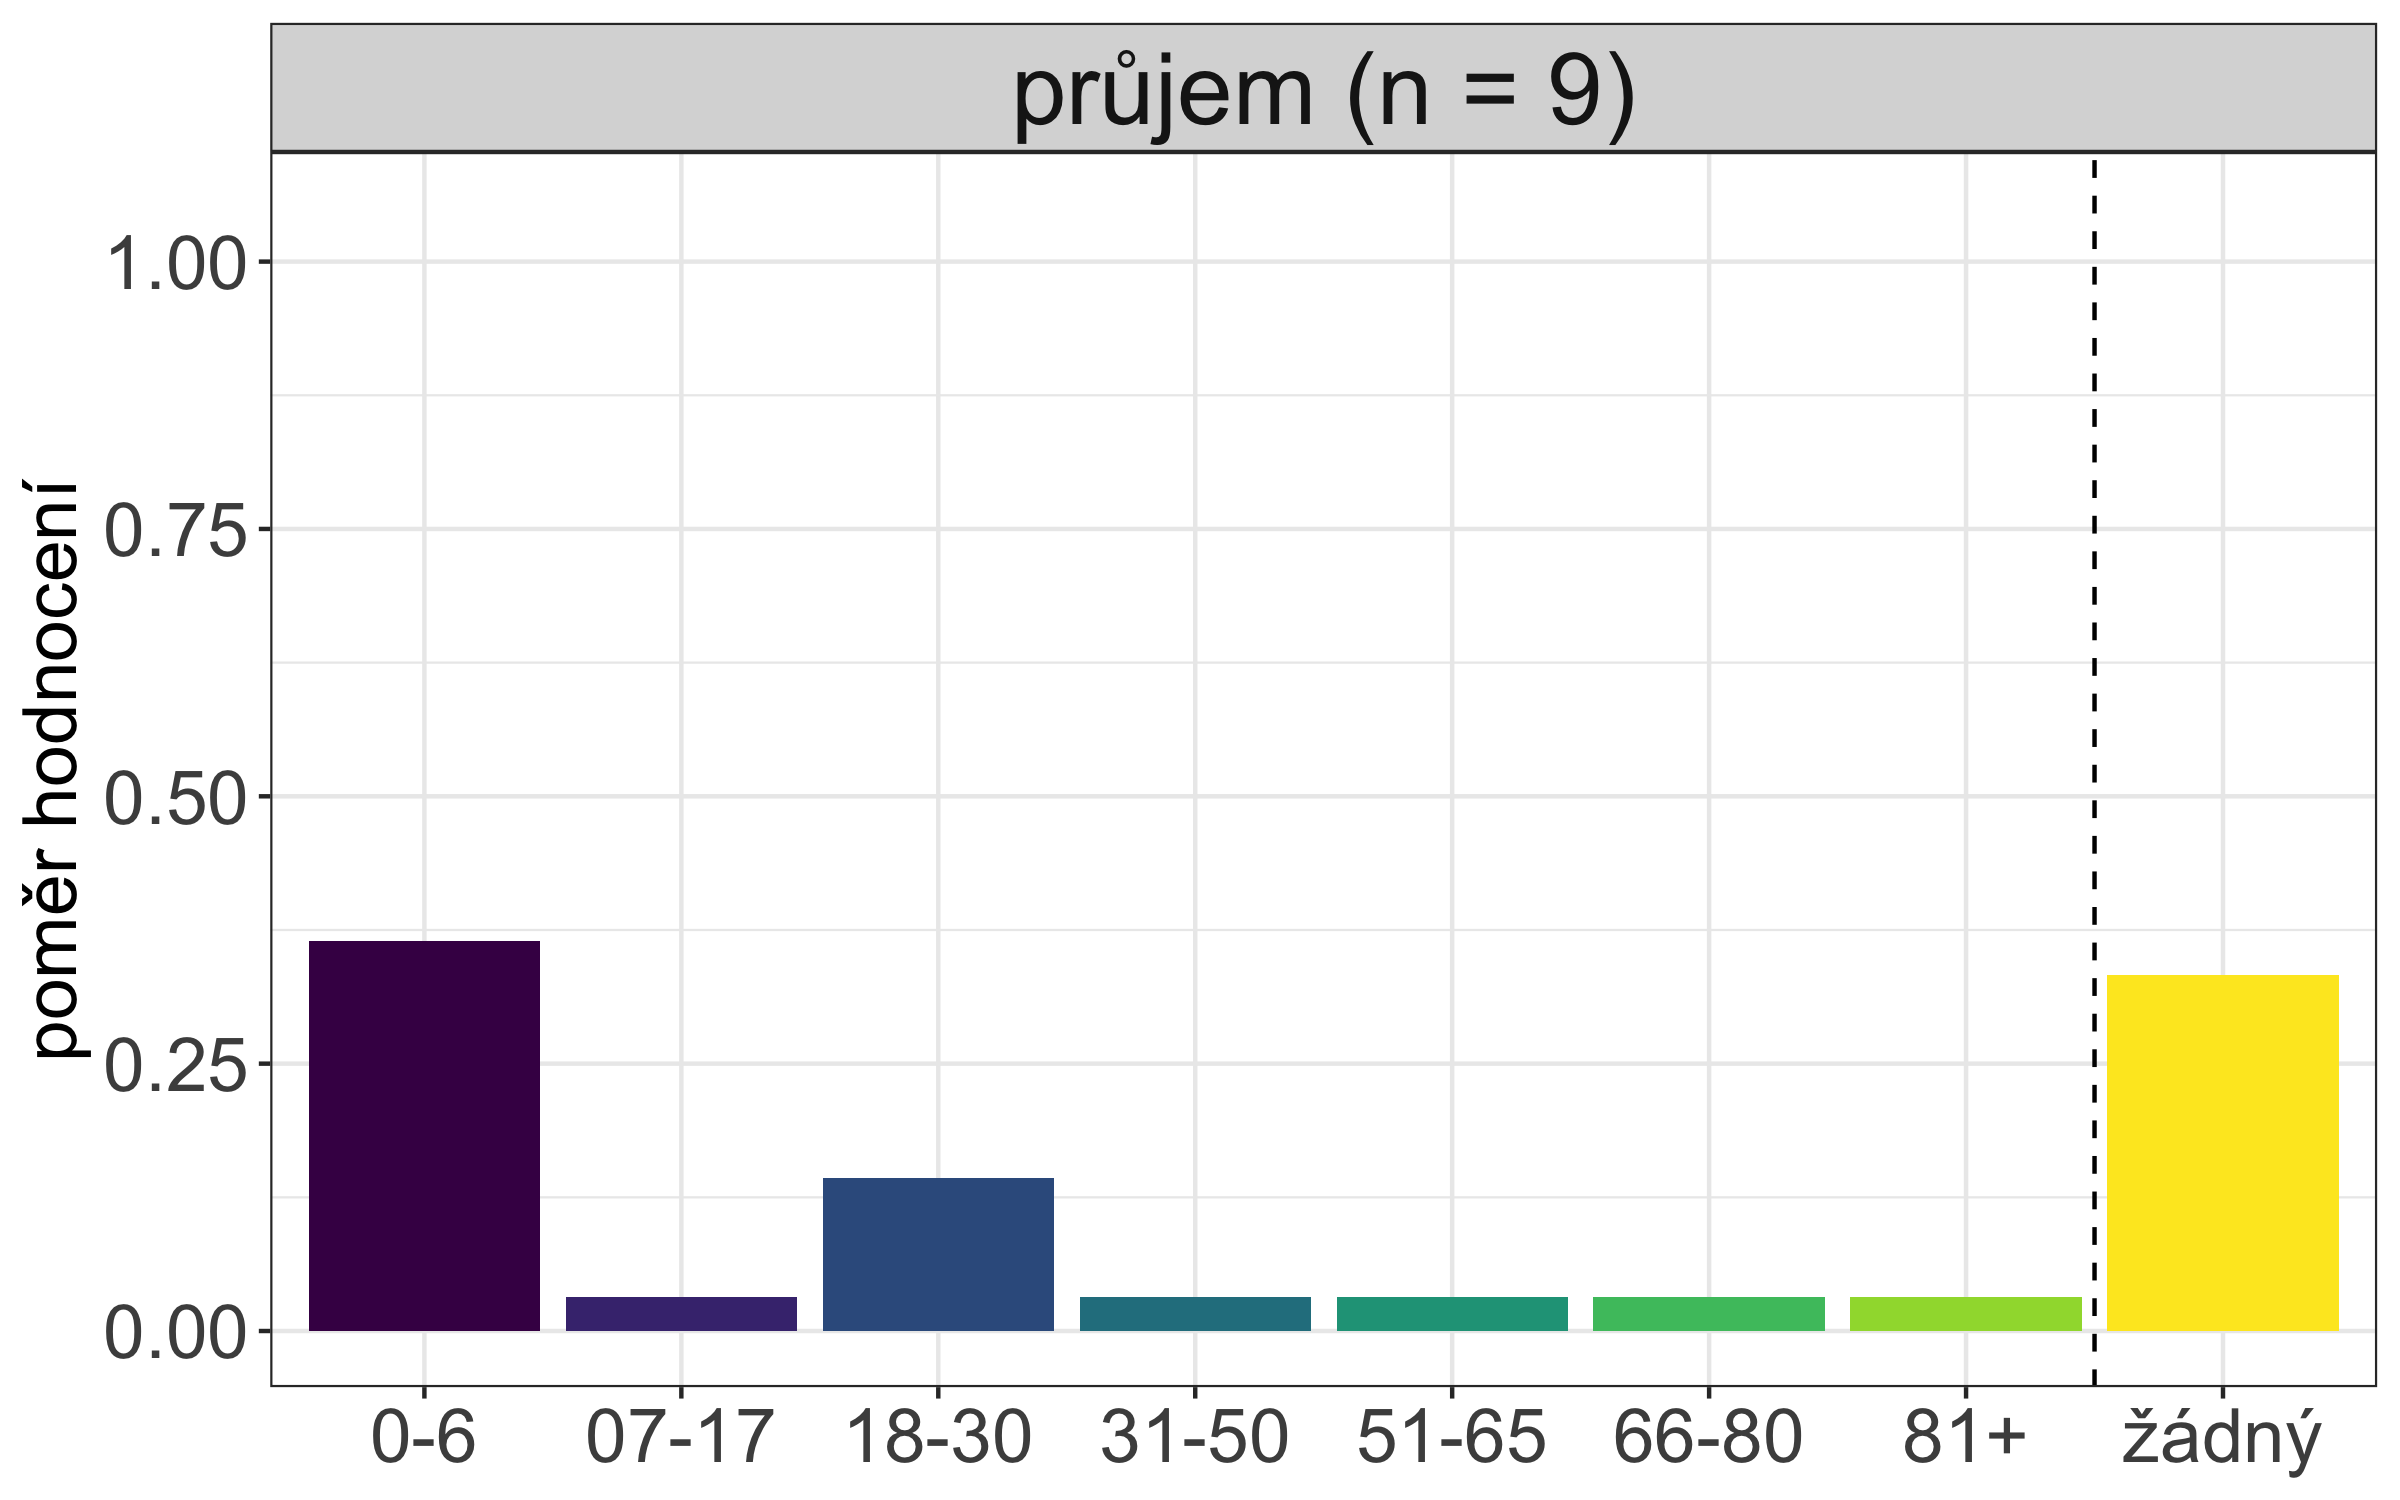 průjem (n = 9)
poměr hodnocení
1.00
0.75
0.50
0.25
0.00
0-6 07-17 18-30 31-50 51-65 66-80 81+ žádný